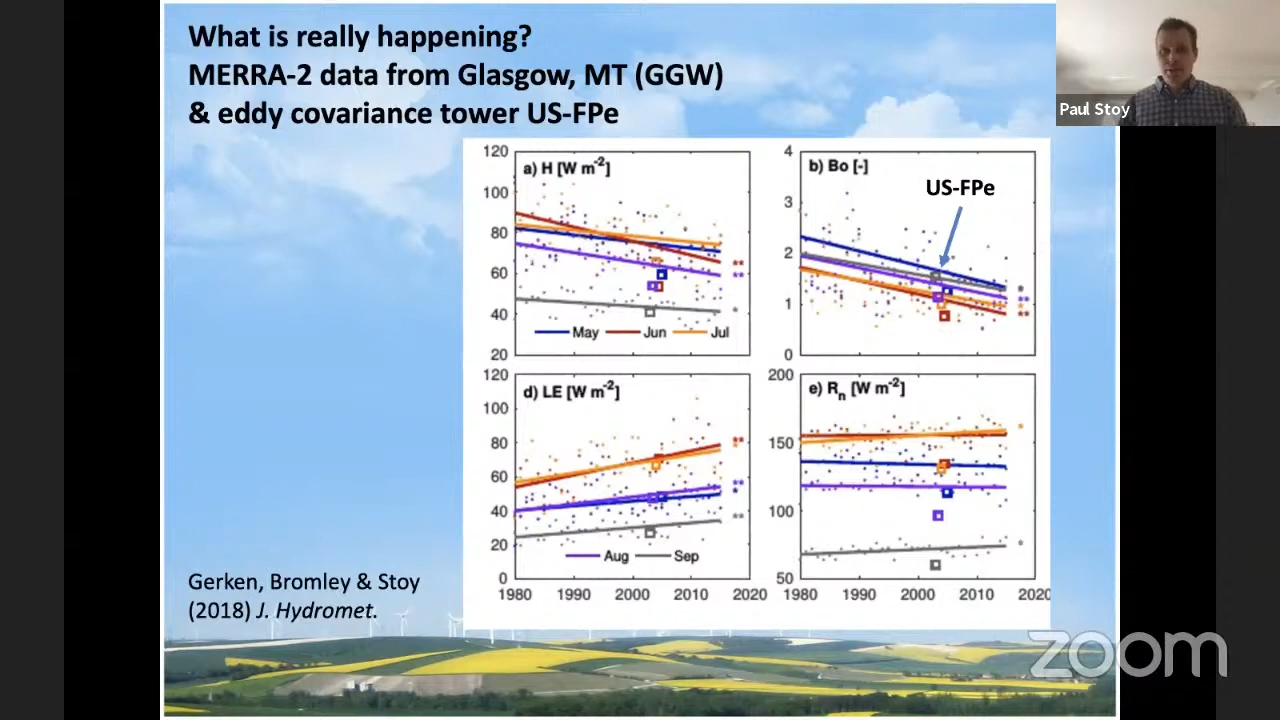 What is really happening?
MERRA-2 data from Glasgow, MT (GGW)
& eddy covariance tower US-FPe
Paul Stoy
a) H [W m-2]
120
100
80
60
40
20
**
**
*
May Jun Jul
b) Bo [-]
US-FPe
4
3
2
1
0
*
**
*
**
d) LE [W m-2]
120
100
80
60
40
20
0
**
*
**
*
**
Aug Sep
1980 1990 2000 2010 2020
e) Rn [W m-2]
200
150
100
50
*
*
1980 1990 2000 2010 2020
Gerken, Bromley & Stoy
(2018) J. Hydromet.
zoom